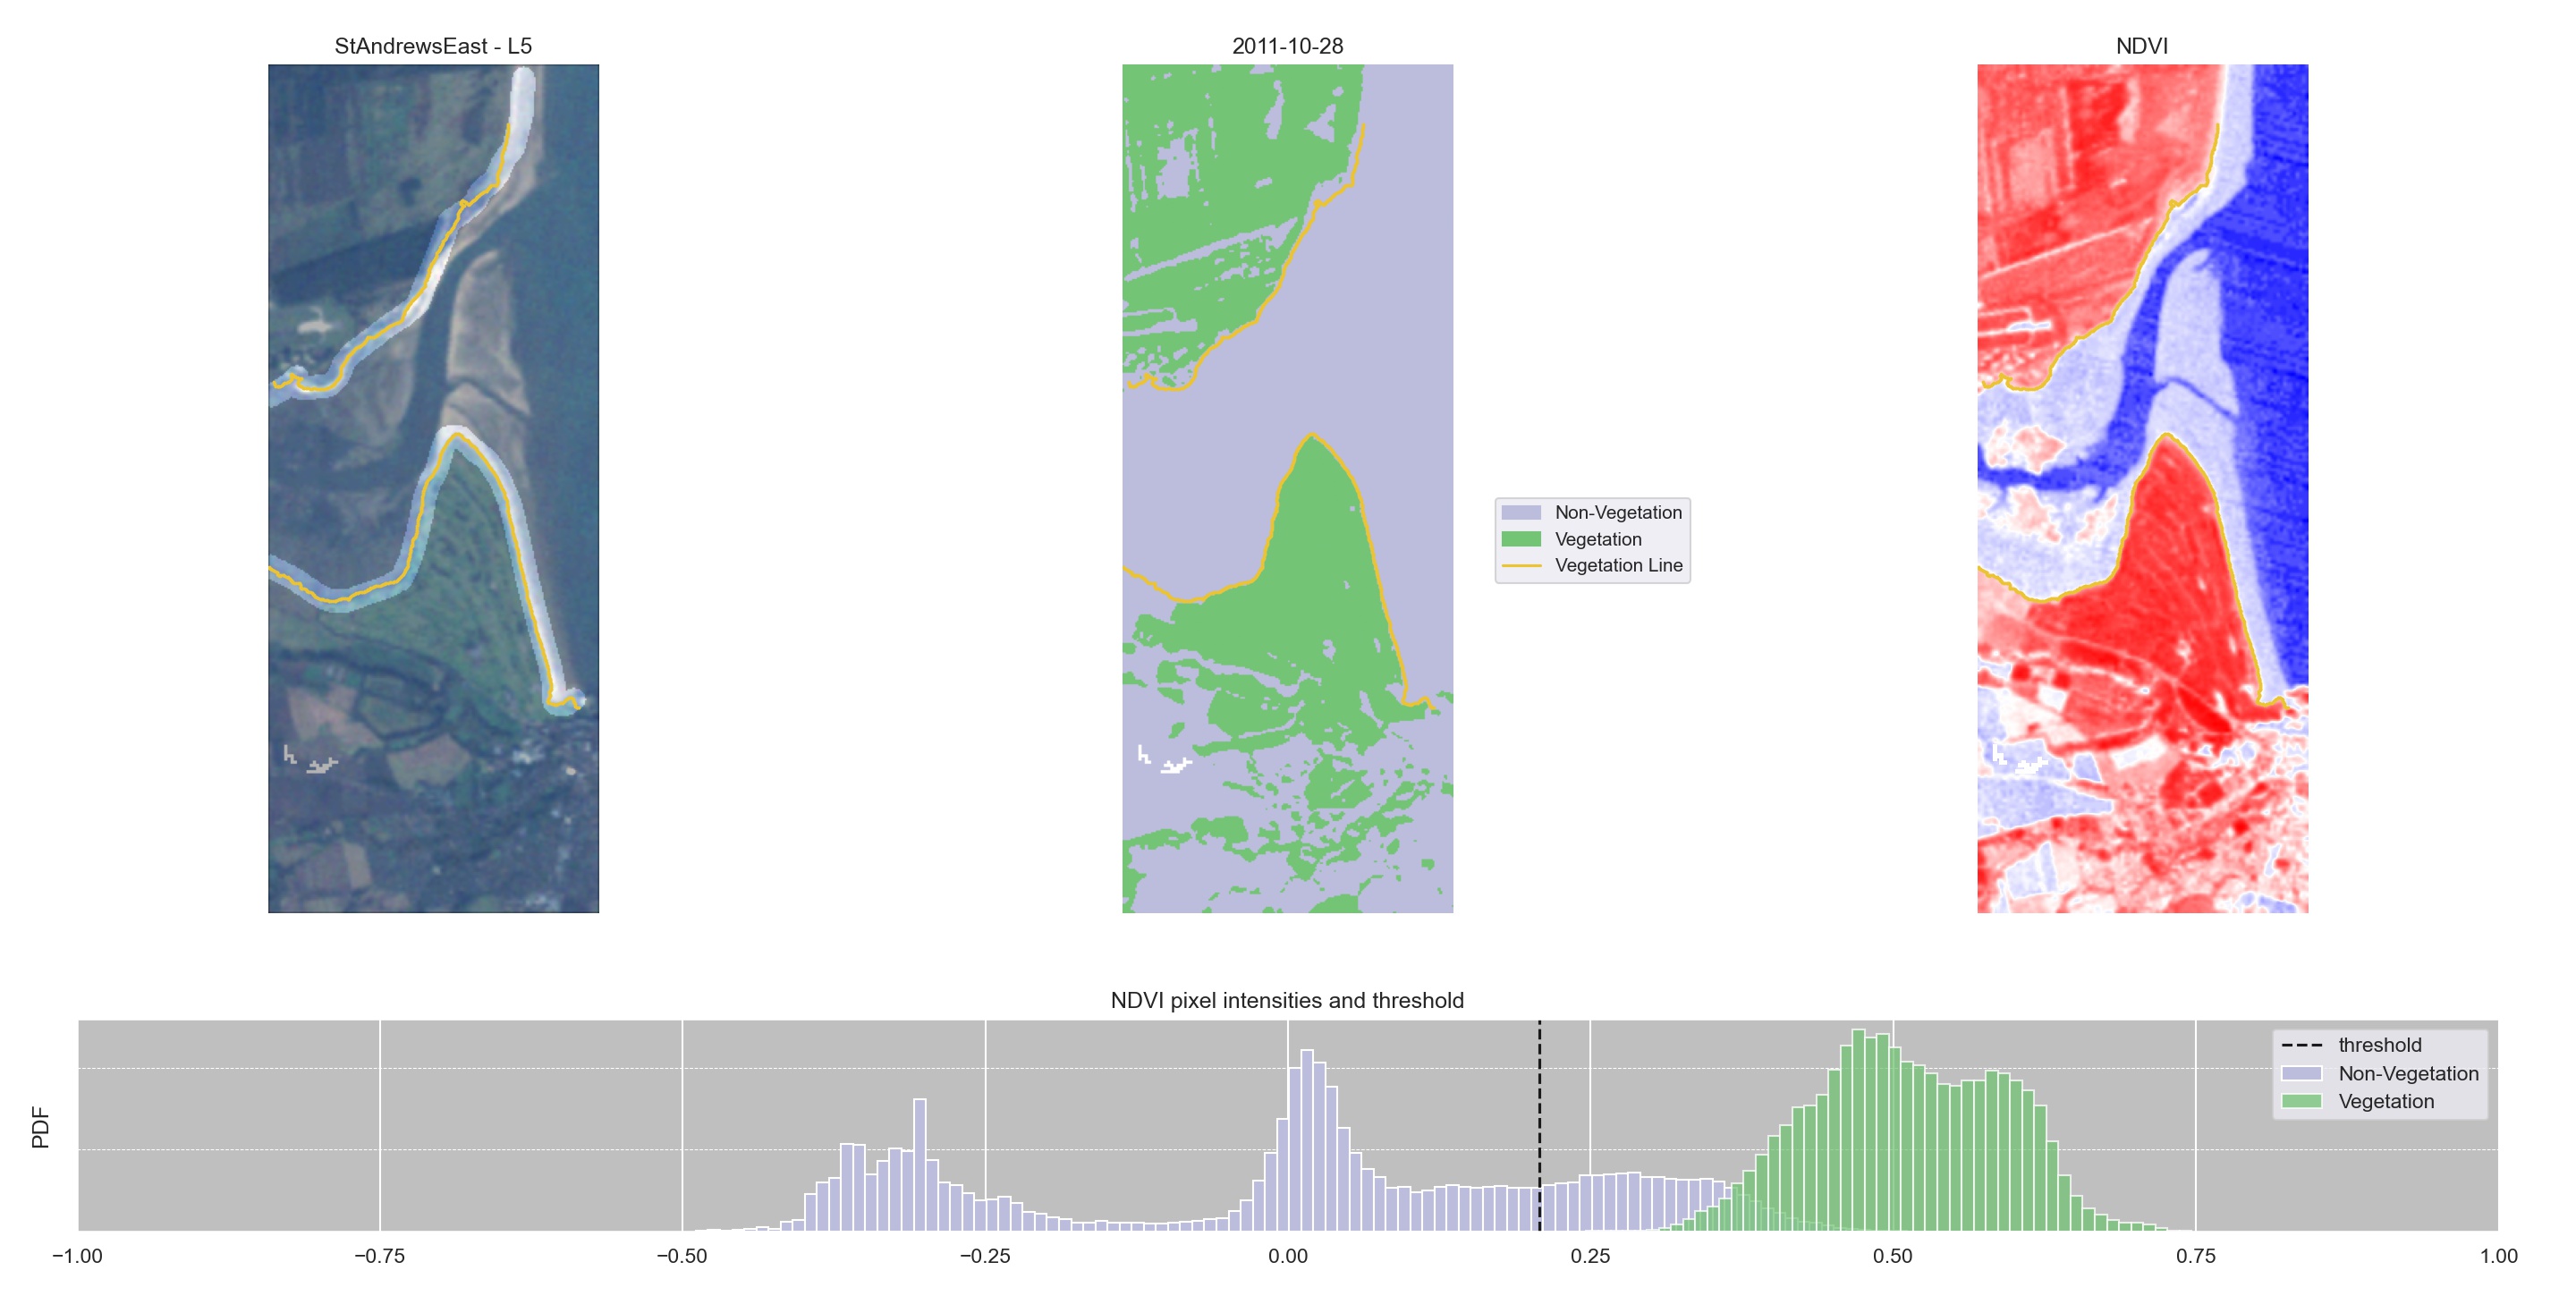 StAndrewsEast - L5
2011-10-28
NDVI
Non-Vegetation
Vegetation
Vegetation Line
NDVI pixel intensities and threshold
PDF
threshold
Non-Vegetation
Vegetation
−1.00 −0.75 −0.50 −0.25 0.00 0.25 0.50 0.75 1.00